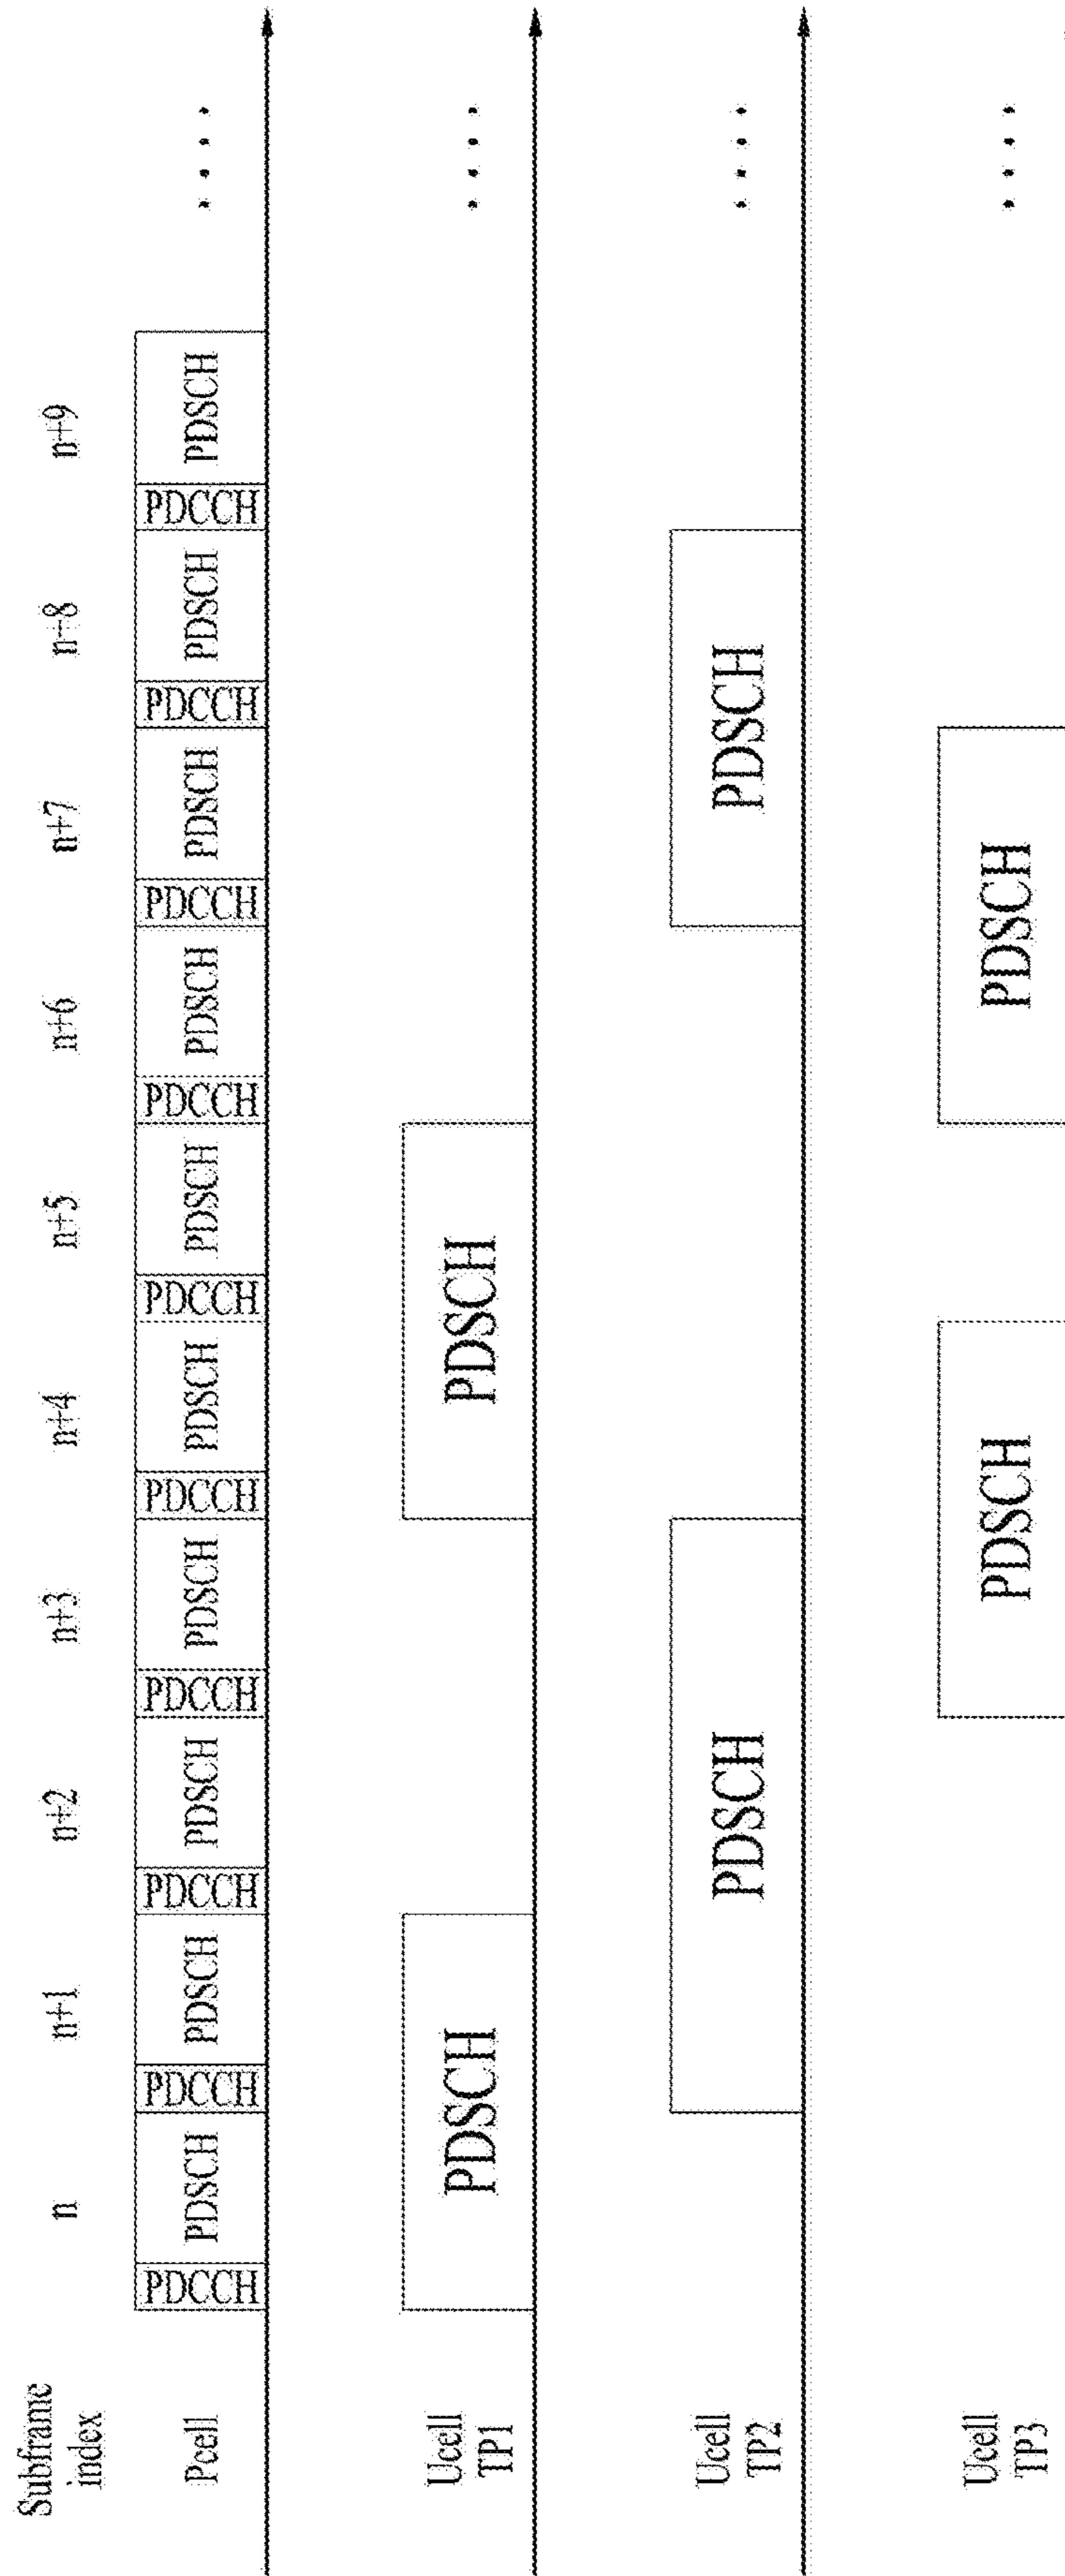 Subframe
index
n
n+1
n+2
n+3
n+4
n+5
n+6
n+7
n+8
n+9
Pcell
PDCCH
PDSCH
PDCCH
PDSCH
PDCCH
PDSCH
PDCCH
PDSCH
PDCCH
PDSCH
PDCCH
PDSCH
PDCCH
PDSCH
PDCCH
PDSCH
PDCCH
PDSCH
PDCCH
PDSCH
....
Ucell
TP1
PDSCH
PDSCH
....
Ucell
TP2
PDSCH
PDSCH
....
Ucell
TP3
PDSCH
PDSCH
....